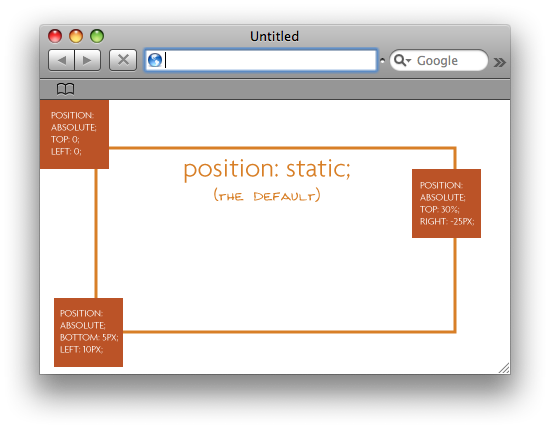 Untitled
Google
POSITION:
ABSOLUTE;
TOP: 0;
LEFT: 0;
position: static;
(THE DEFAULT)
POSITION:
ABSOLUTE;
TOP: 30%;
RIGHT: -25PX;
POSITION:
ABSOLUTE;
BOTTOM: 5PX;
LEFT: 10PX;